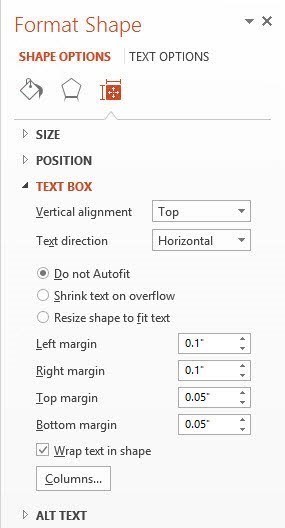 Format Shape
SHAPE OPTIONS TEXT OPTIONS
SIZE
POSITION
TEXT BOX
Vertical alignment Top
Text direction Horizontal
Do not Autofit
Shrink text on overflow
Resize shape to fit text
Left margin 0.1"
Right margin 0.1"
Top margin 0.05"
Bottom margin 0.05"
Wrap text in shape
Columns...
ALT TEXT